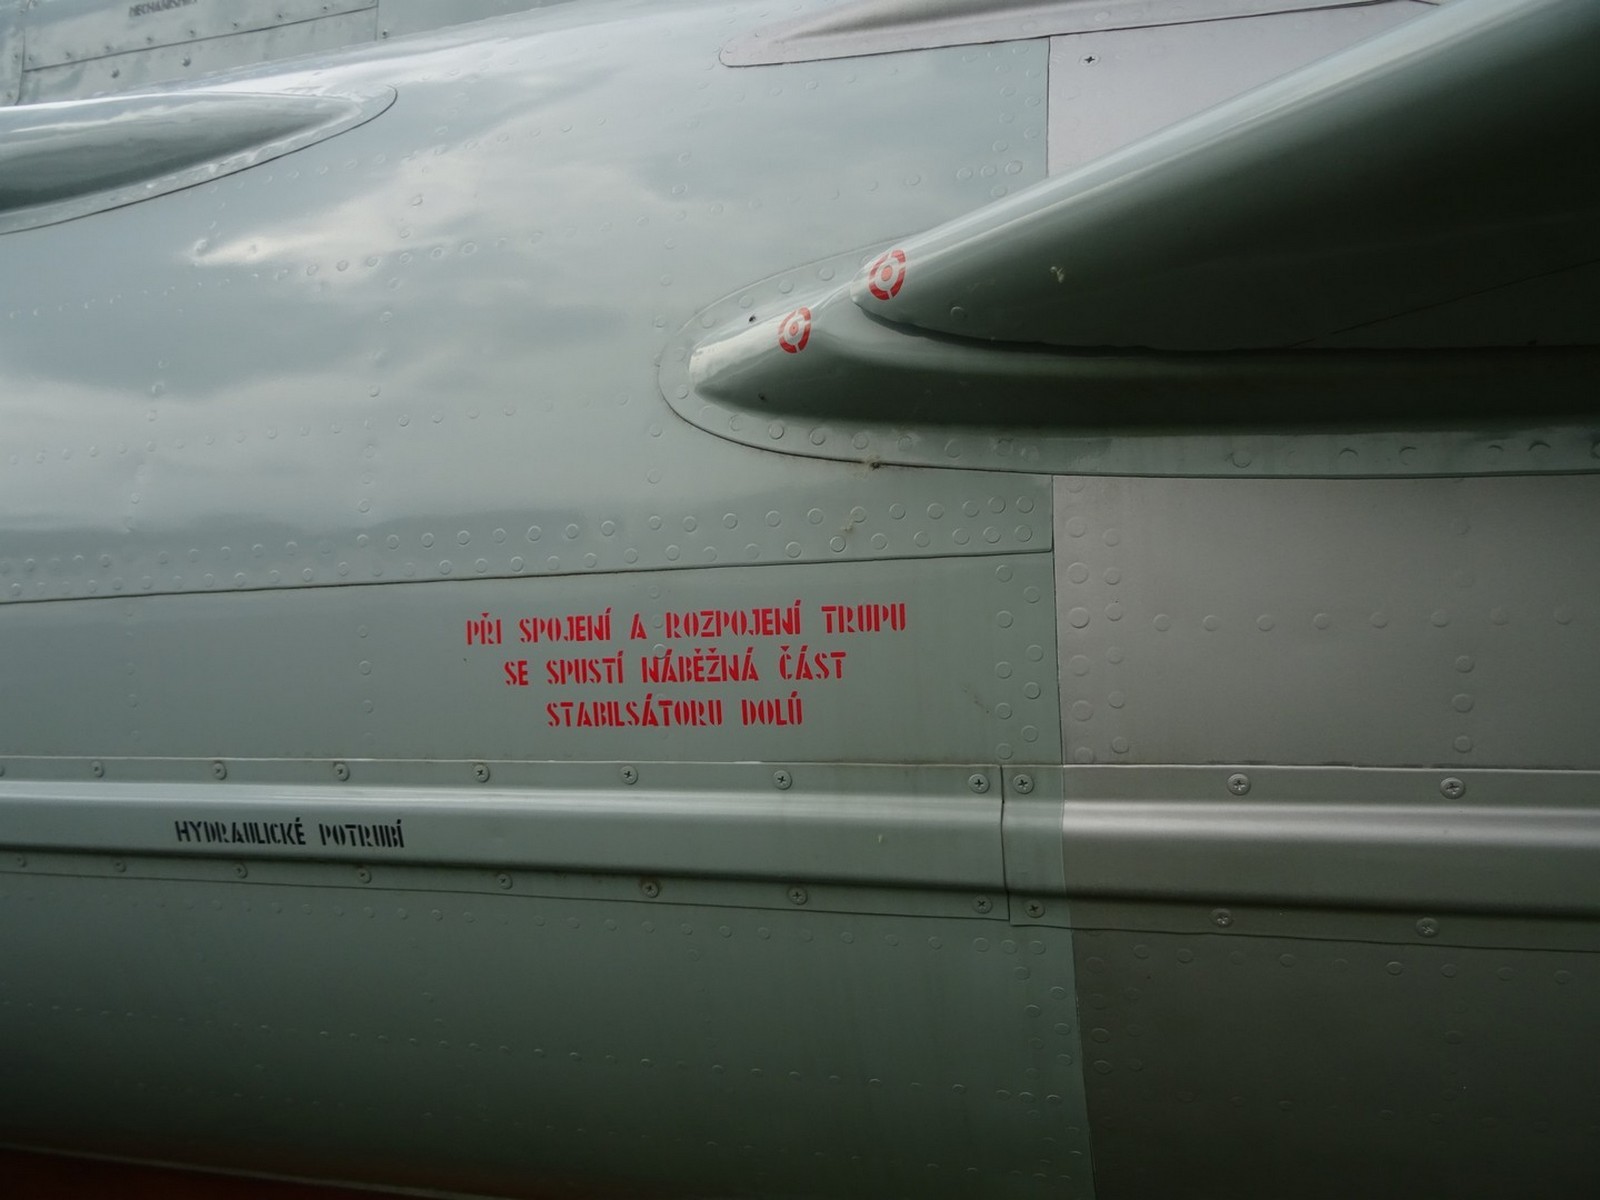 PŘI SPOJENÍ A ROZPOJENÍ TRUPU
SE SPUSTÍ NÁBĚŽNÁ ČÁST
STABILSÁTORU DOLŮ
HYDRAULICKÉ POTRUBÍ